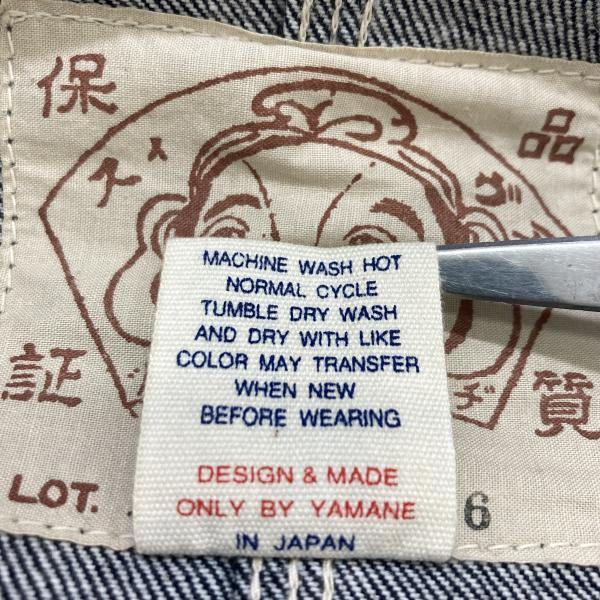 保
品
証
質
MACHINE WASH HOT
NORMAL CYCLE
TUMBLE DRY WASH
AND DRY WITH LIKE
COLOR MAY TRANSFER
WHEN NEW
BEFORE WEARING
DESIGN & MADE
ONLY BY YAMANE
IN JAPAN
LOT.
6